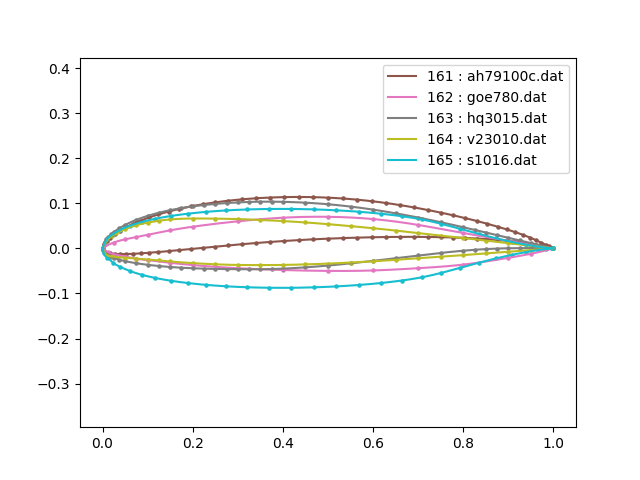 0.4
0.3
0.2
0.1
0.0
−0.1
−0.2
−0.3
0.0 0.2 0.4 0.6 0.8 1.0
161 : ah79100c.dat
162 : goe780.dat
163 : hq3015.dat
164 : v23010.dat
165 : s1016.dat